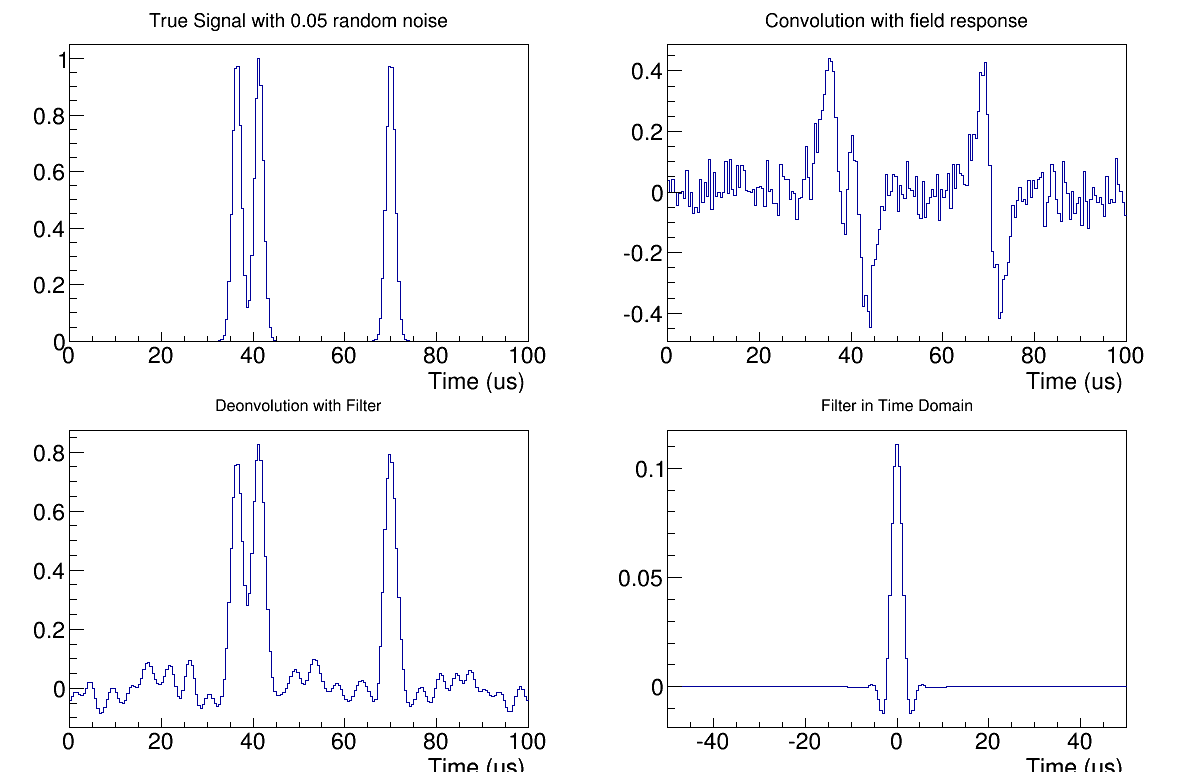 True Signal with 0.05 random noise
1
0.8
0.6
0.4
0.2
0
0 20 40 60 80 100
Time (us)
Convolution with field response
0.4
0.2
0
-0.2
-0.4
0 20 40 60 80 100
Time (us)
Deonvolution with Filter
0.8
0.6
0.4
0.2
0
0 20 40 60 80 100
Time (us)
Filter in Time Domain
0.1
0.05
0
-40 -20 0 20 40
Time (us)